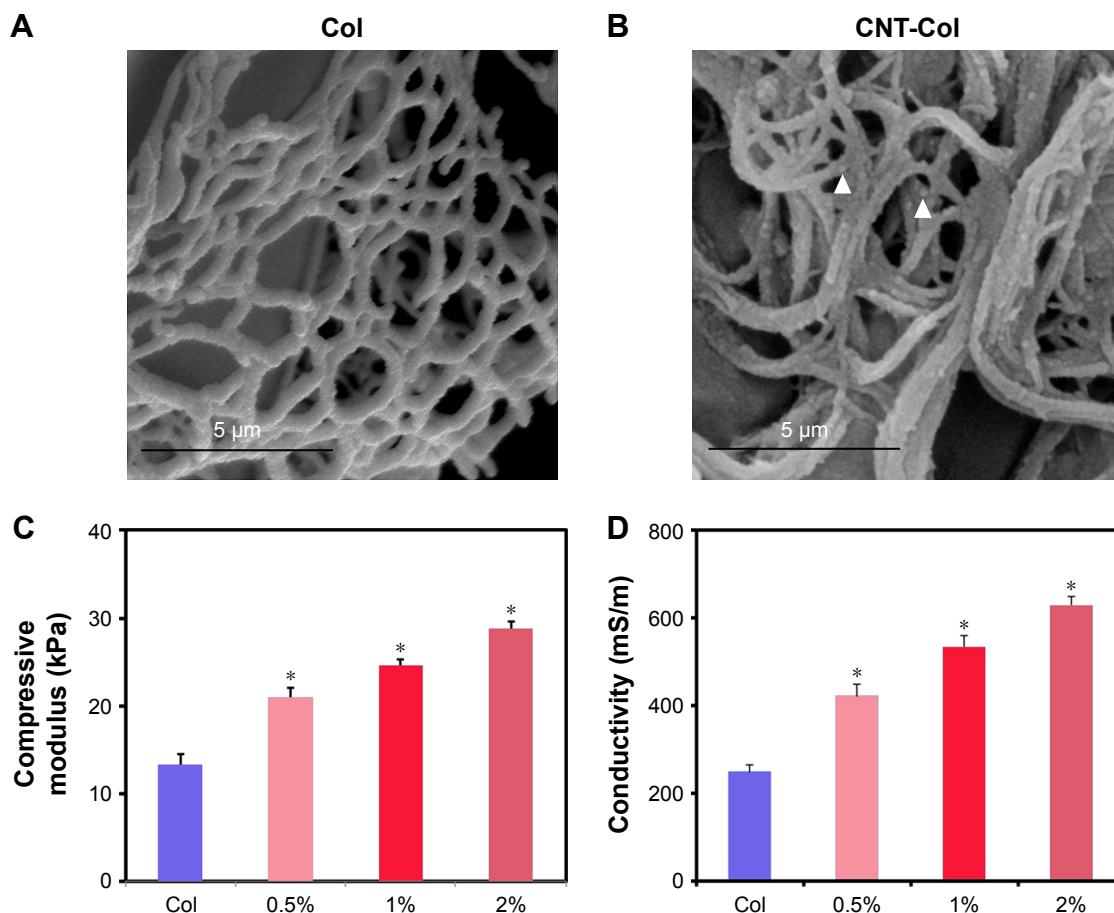 A
Col
B
CNT-Col
5 µm
5 µm
C
Compressive
modulus (kPa)
40
30
20
10
0
*
*
*
Col
0.5%
1%
2%
D
Conductivity (mS/m)
800
600
400
200
0
*
*
*
Col
0.5%
1%
2%